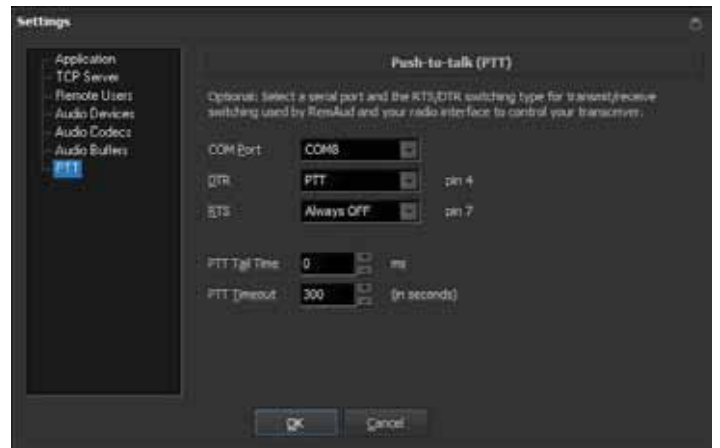 Settings
Application
TCP Server
Remote Users
Audio Devices
Audio Codecs
Audio Buffers
PTT
Push-to-talk (PTT)
Optional: Select a serial port and the RTS/DTR switching type for transmit/receive
switching used by RemAud and your radio interface to control your transceiver.
COM Port COM8
DTR PTT pin 4
RTS Always OFF pin 7
PTT Tail Time 0 ms
PTT Timeout 300 (in seconds)
OK Cancel